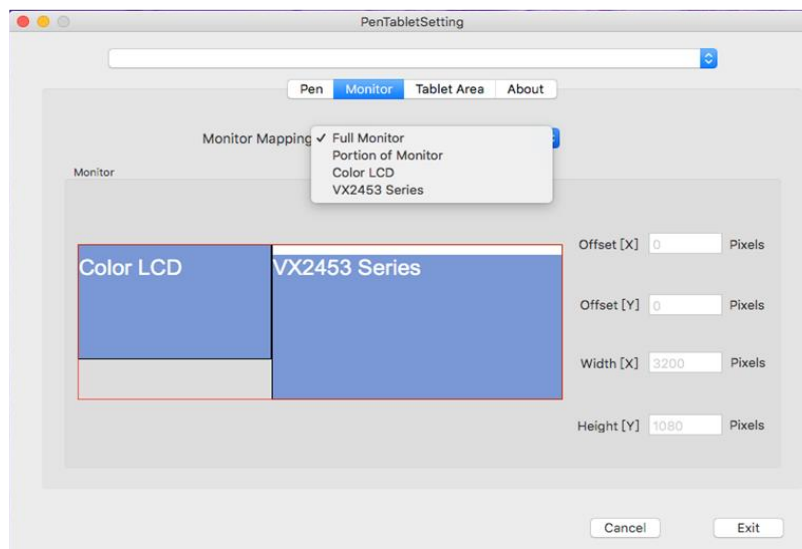 PenTabletSetting
Pen Monitor Tablet Area About
Monitor Mapping ✓ Full Monitor
Portion of Monitor
Color LCD
VX2453 Series
Monitor
Color LCD VX2453 Series
Offset [X] 0 Pixels
Offset [Y] 0 Pixels
Width [X] 3200 Pixels
Height [Y] 1080 Pixels
Cancel Exit